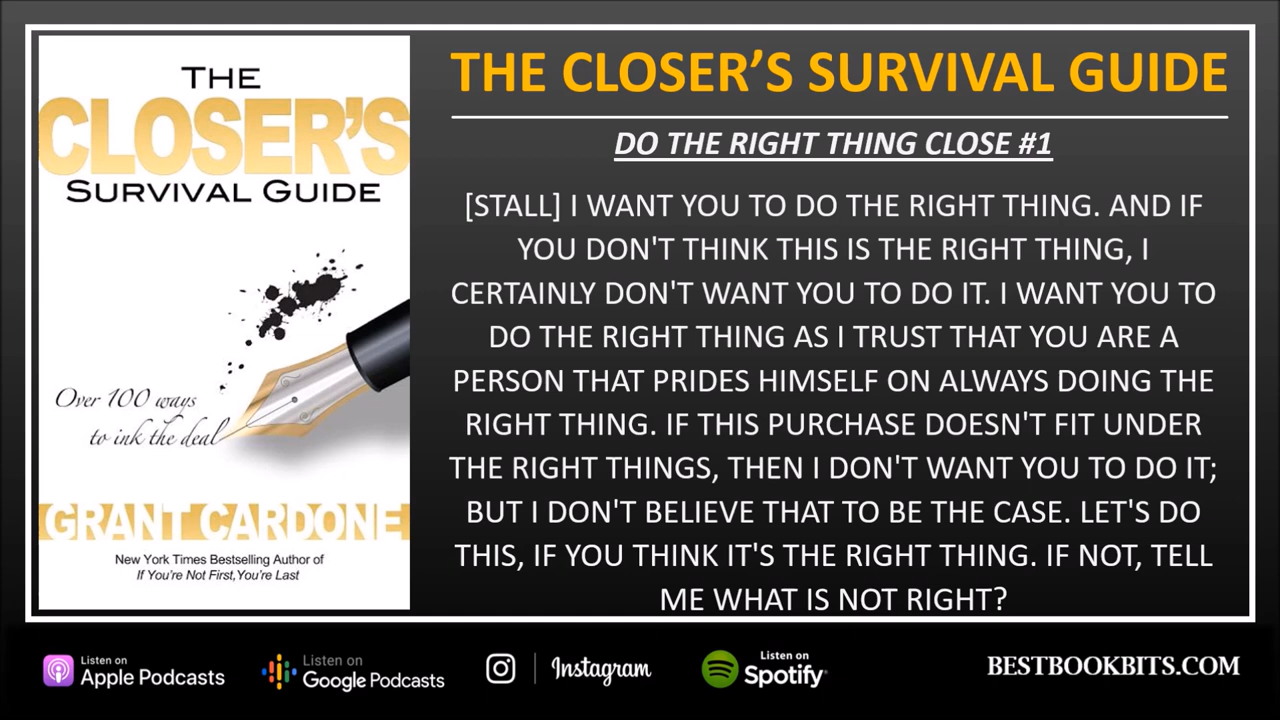 THE
CLOSER'S
SURVIVAL GUIDE
Over 100 ways
to ink the deal
GRANT CARDONE
New York Times Bestselling Author of
If You're Not First, You're Last
THE CLOSER’S SURVIVAL GUIDE
DO THE RIGHT THING CLOSE #1
[STALL] I WANT YOU TO DO THE RIGHT THING. AND IF
YOU DON'T THINK THIS IS THE RIGHT THING, I
CERTAINLY DON'T WANT YOU TO DO IT. I WANT YOU TO
DO THE RIGHT THING AS I TRUST THAT YOU ARE A
PERSON THAT PRIDES HIMSELF ON ALWAYS DOING THE
RIGHT THING. IF THIS PURCHASE DOESN'T FIT UNDER
THE RIGHT THINGS, THEN I DON'T WANT YOU TO DO IT;
BUT I DON'T BELIEVE THAT TO BE THE CASE. LET'S DO
THIS, IF YOU THINK IT'S THE RIGHT THING. IF NOT, TELL
ME WHAT IS NOT RIGHT?
Listen on
Apple Podcasts
Listen on
Google Podcasts
Instagram
Listen on
Spotify
BESTBOOKBITS.COM